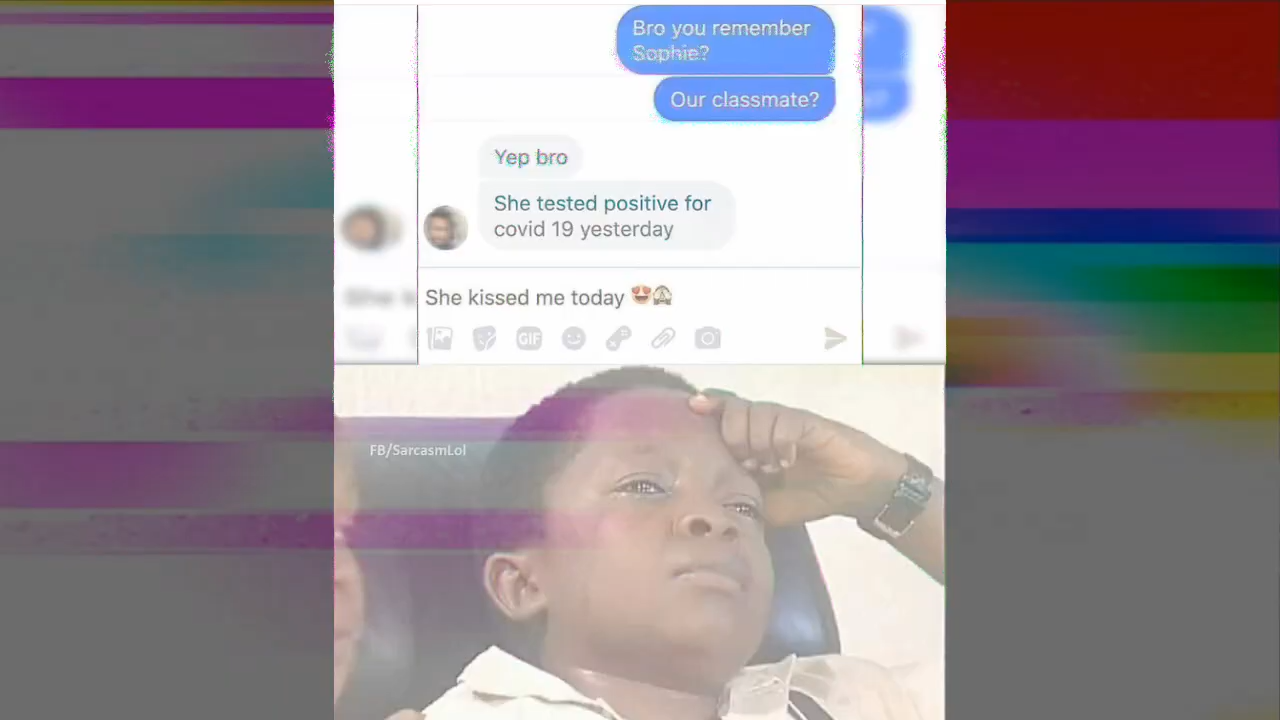 Bro you remember
Sophie?
Our classmate?
Yep bro
She tested positive for
covid 19 yesterday
She kissed me today 😍🙈
GIF
FB/SarcasmLol